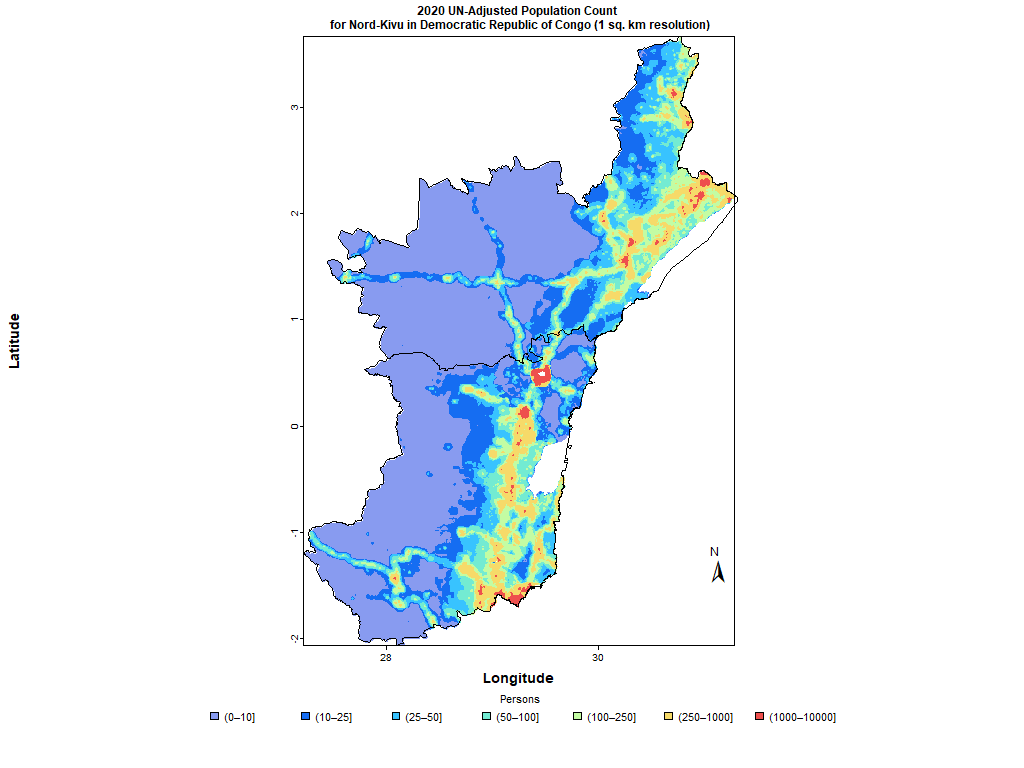 2020 UN-Adjusted Population Count
for Nord-Kivu in Democratic Republic of Congo (1 sq. km resolution)
3
2
1
0
-1
-2
Latitude
N
28
30
Longitude
Persons
(0–10]
(10–25]
(25–50]
(50–100]
(100–250]
(250–1000]
(1000–10000]